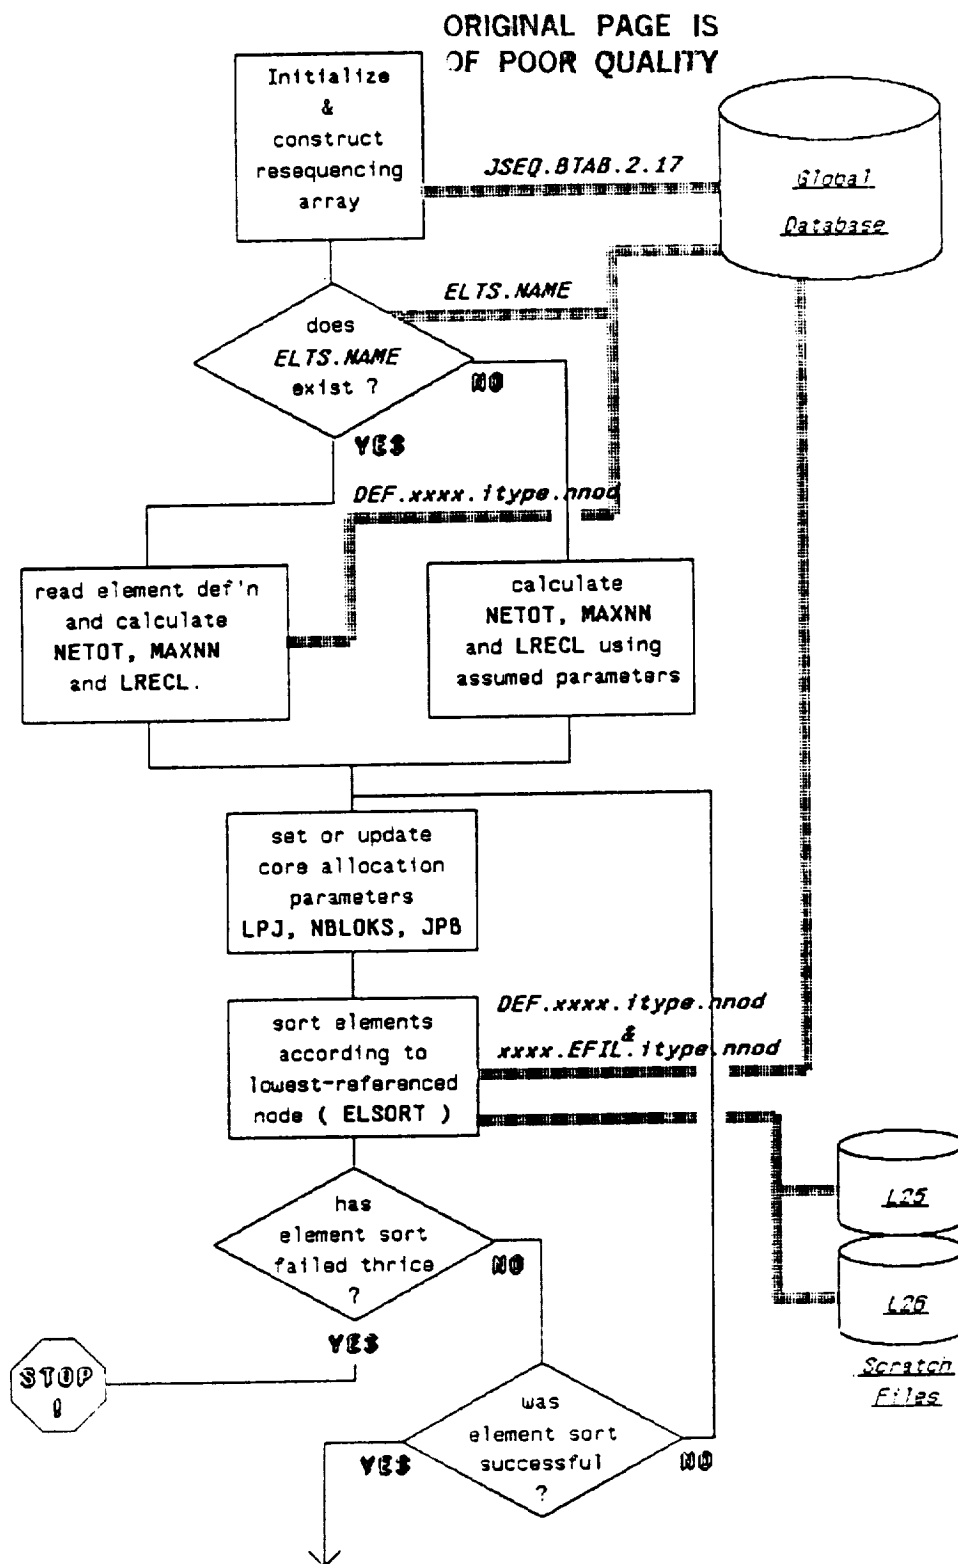 ORIGINAL PAGE IS
OF POOR QUALITY
Initialize
&
construct
resequencing
array
JSEQ.BTAB.2.17
Global
Database
ELTS.NAME
does
ELTS.NAME
exist ?
NO
YES
DEF.xxxx.itype.nnod
read element def'n
and calculate
NETOT, MAXNN
and LRECL.
calculate
NETOT, MAXNN
and LRECL using
assumed parameters
set or update
core allocation
parameters
LPJ, NBLOKS, JPB
sort elements
according to
lowest-referenced
node ( ELSORT )
DEF.xxxx.itype.nnod
&
xxxx.EFIL.itype.nnod
L25
L26
Scratch
Files
has
element sort
failed thrice
?
NO
YES
STOP
!
was
element sort
successful
?
YES
NO